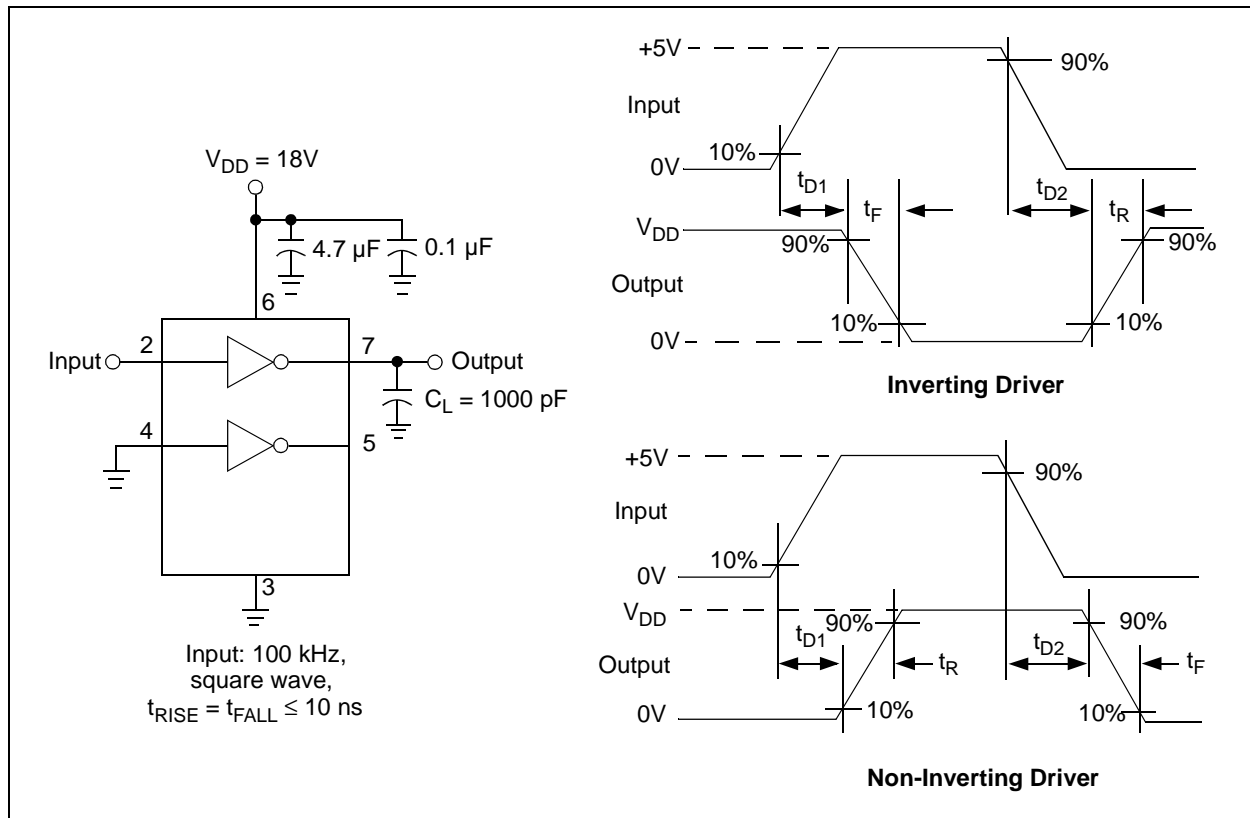 V_DD = 18V
4.7 µF
0.1 µF
6
Input
2
7
Output
C_L = 1000 pF
4
5
3
Input: 100 kHz,
square wave,
t_RISE = t_FALL ≤ 10 ns
+5V
90%
Input
10%
0V
t_D1
t_F
t_D2
t_R
V_DD
90%
90%
Output
10%
10%
0V
Inverting Driver
+5V
90%
Input
10%
0V
V_DD
t_D1
90%
t_D2
90%
Output
t_R
t_F
0V
10%
10%
Non-Inverting Driver